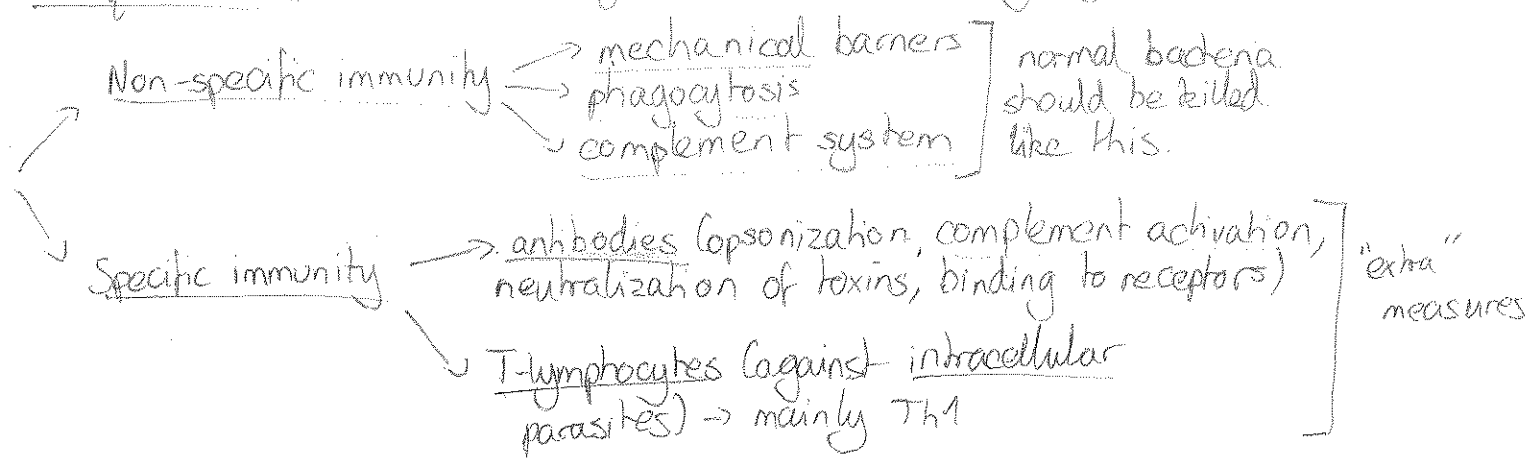 Non-specific immunity → mechanical barriers
→ phagocytosis
→ complement system
normal bacteria
should be killed
like this.
Specific immunity → antibodies (opsonization, complement activation,
neutralization of toxins, binding to receptors)
"extra"
measures
→ T-lymphocytes (against intracellular
parasites) → mainly Th1